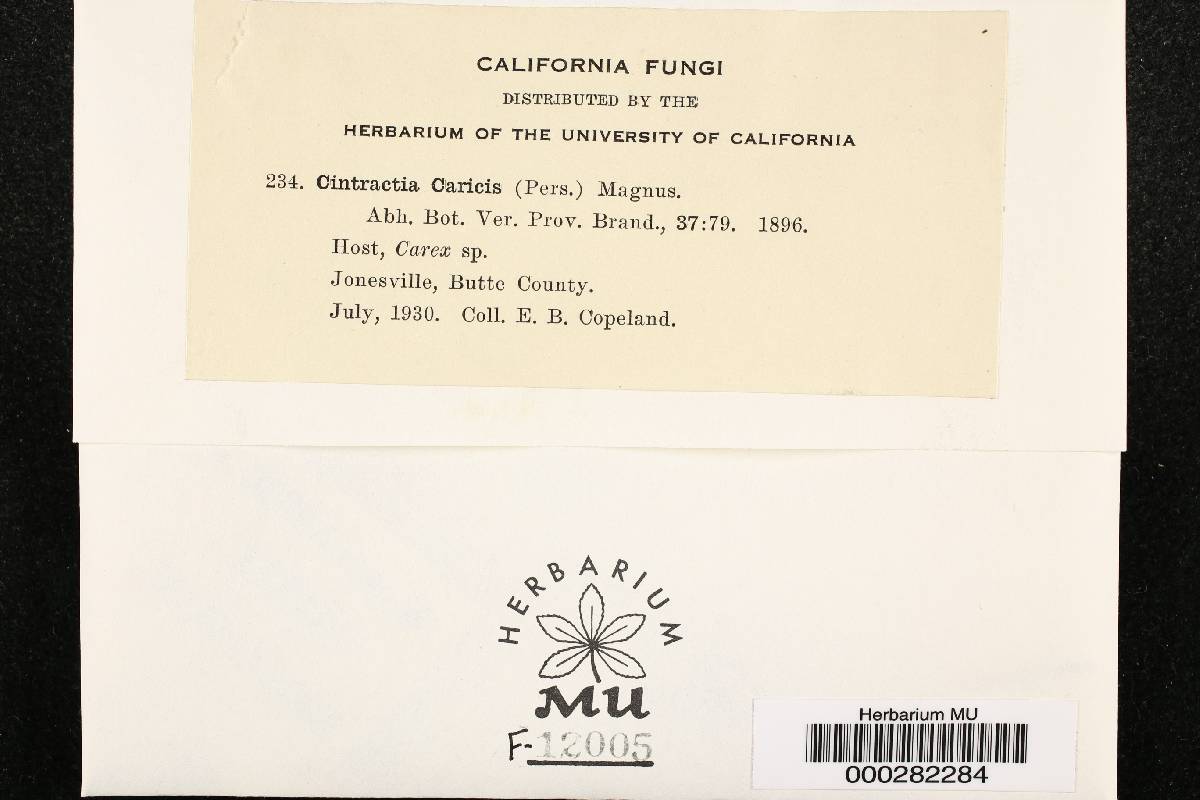 CALIFORNIA FUNGI
DISTRIBUTED BY THE
HERBARIUM OF THE UNIVERSITY OF CALIFORNIA
234. Cintractia Caricis (Pers.) Magnus.
Abh. Bot. Ver. Prov. Brand., 37:79. 1896.
Host, Carex sp.
Jonesville, Butte County.
July, 1930. Coll. E. B. Copeland.
HERBARIUM
MU
F-12005
Herbarium MU
000282284